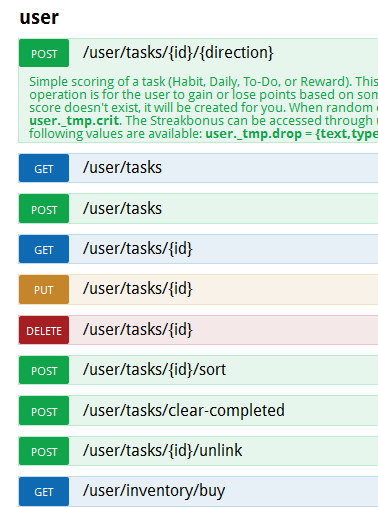 user
POST /user/tasks/{id}/{direction}
Simple scoring of a task (Habit, Daily, To-Do, or Reward). This
operation is for the user to gain or lose points based on som
score doesn't exist, it will be created for you. When random
user._tmp.crit. The Streakbonus can be accessed through
following values are available: user._tmp.drop = {text,type
GET /user/tasks
POST /user/tasks
GET /user/tasks/{id}
PUT /user/tasks/{id}
DELETE /user/tasks/{id}
POST /user/tasks/{id}/sort
POST /user/tasks/clear-completed
POST /user/tasks/{id}/unlink
GET /user/inventory/buy